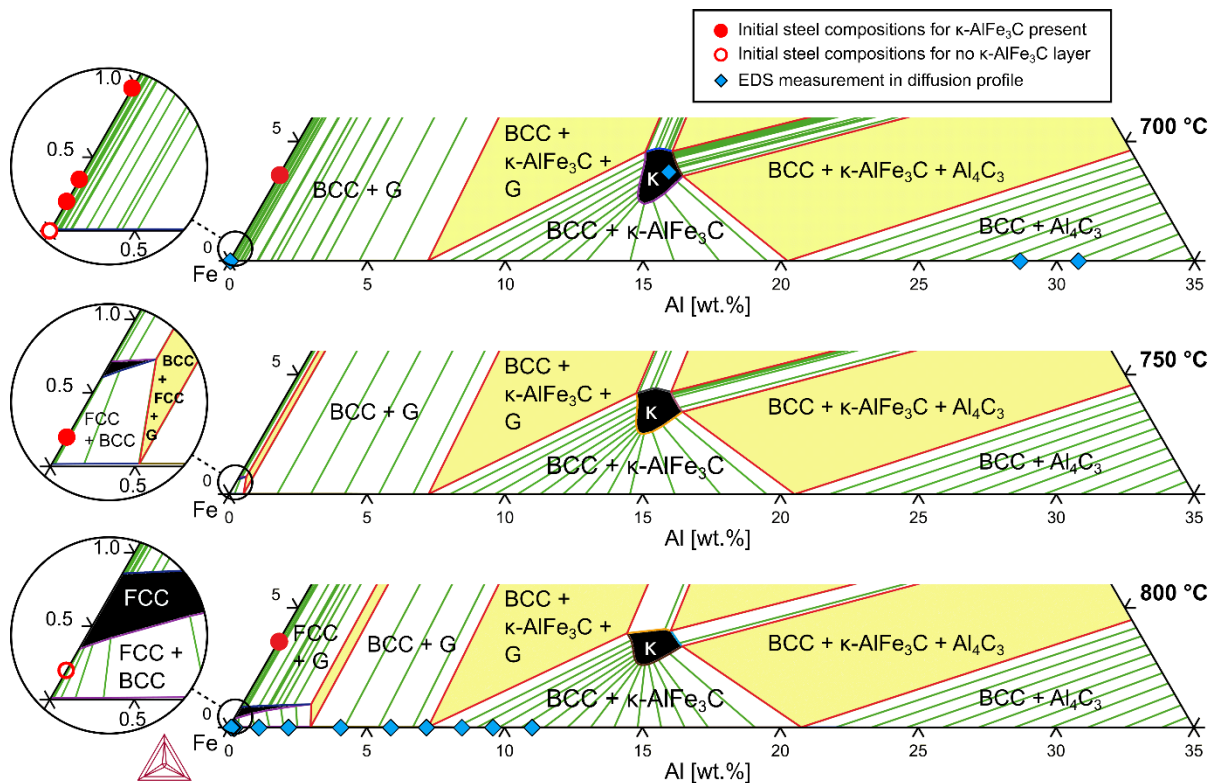 Initial steel compositions for κ-AlFe₃C present
Initial steel compositions for no κ-AlFe₃C layer
EDS measurement in diffusion profile
1.0
0.5
0.5
5
BCC + G
BCC +
κ-AlFe₃C +
G
κ
BCC + κ-AlFe₃C
BCC + κ-AlFe₃C + Al₄C₃
BCC + Al₄C₃
5
700 °C
0
Fe
0
5
10
15
20
25
30
35
Al [wt.%]
1.0
0.5
BCC
+
FCC
+
G
FCC
+ BCC
0.5
5
BCC + G
BCC +
κ-AlFe₃C +
G
κ
BCC + κ-AlFe₃C
BCC + κ-AlFe₃C + Al₄C₃
BCC + Al₄C₃
5
750 °C
0
Fe
0
5
10
15
20
25
30
35
Al [wt.%]
1.0
FCC
0.5
FCC +
BCC
0.5
5
FCC
+ G
BCC + G
BCC +
κ-AlFe₃C +
G
κ
BCC + κ-AlFe₃C
BCC + κ-AlFe₃C + Al₄C₃
BCC + Al₄C₃
5
800 °C
0
Fe
0
5
10
15
20
25
30
35
Al [wt.%]